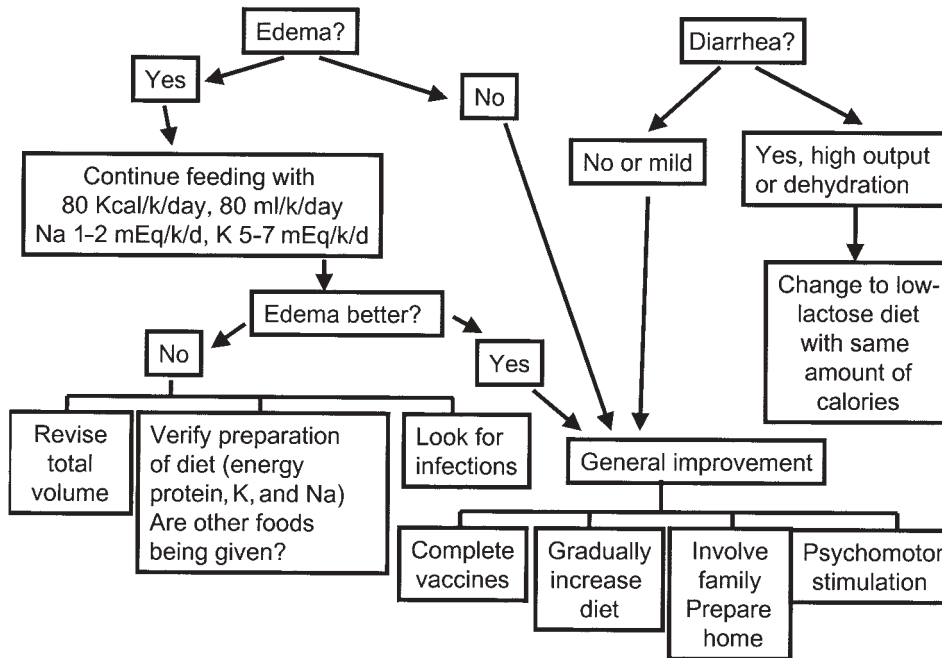 Edema?
Yes
No
Continue feeding with
80 Kcal/k/day, 80 ml/k/day
Na 1-2 mEq/k/d, K 5-7 mEq/k/d
Edema better?
No
Yes
Revise
total
volume
Verify preparation
of diet (energy
protein, K, and Na)
Are other foods
being given?
Look for
infections
Diarrhea?
No or mild
Yes, high output
or dehydration
Change to low-
lactose diet
with same
amount of
calories
General improvement
Complete
vaccines
Gradually
increase
diet
Involve
family
Prepare
home
Psychomotor
stimulation